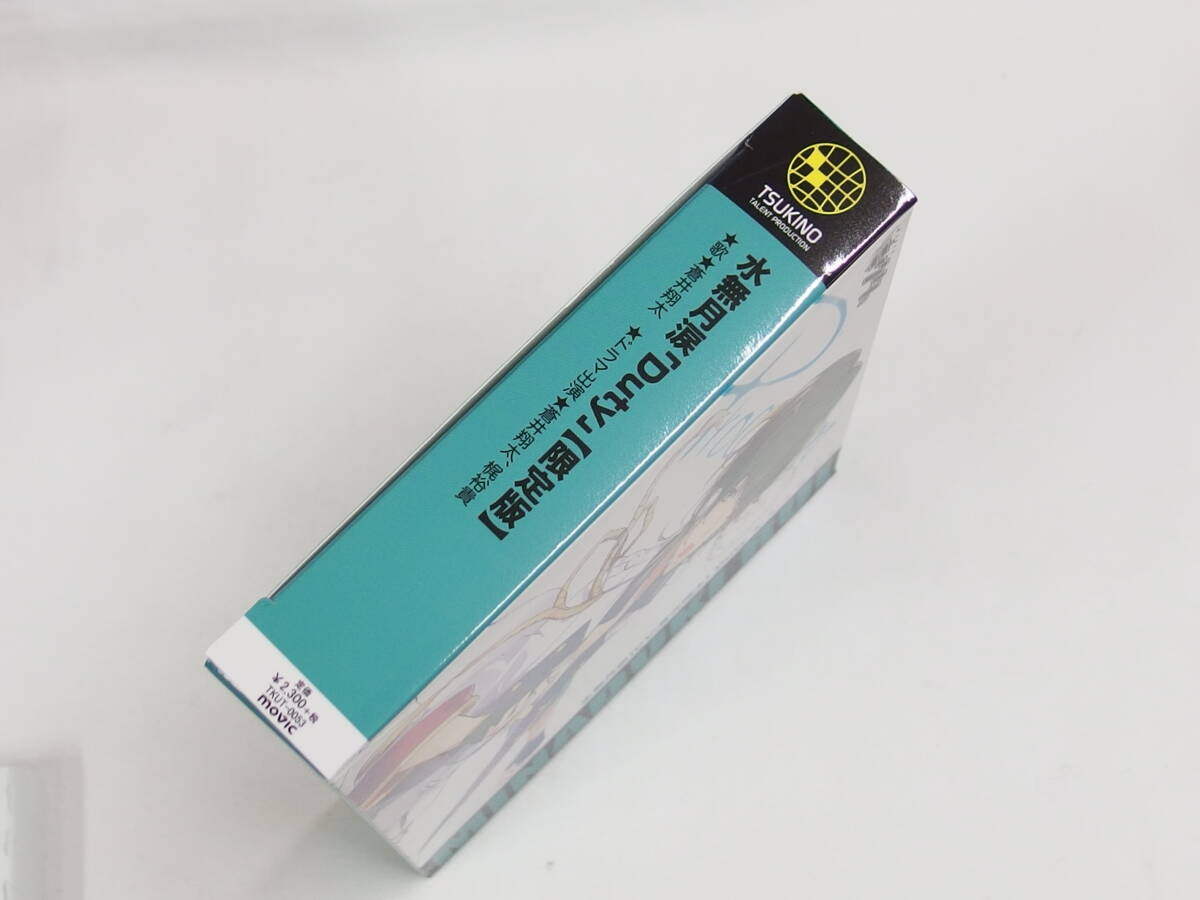 TSUKINO
TALENT PRODUCTION
水無月涙「Duty」【限定版】
★歌★蒼井翔太 ★ドラマ出演★蒼井翔太、梶裕貴
定価
¥2,300+税
TKUT-0053
movic